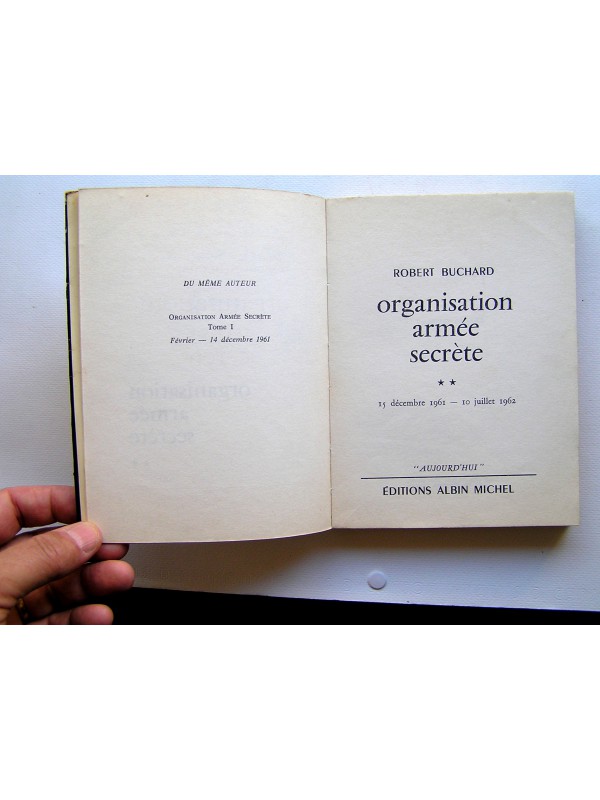 DU MÊME AUTEUR
ORGANISATION ARMÉE SECRÈTE
Tome I
Février — 14 décembre 1961
ROBERT BUCHARD
organisation
armée
secrète
★ ★
15 décembre 1961 — 10 juillet 1962
"AUJOURD'HUI"
ÉDITIONS ALBIN MICHEL